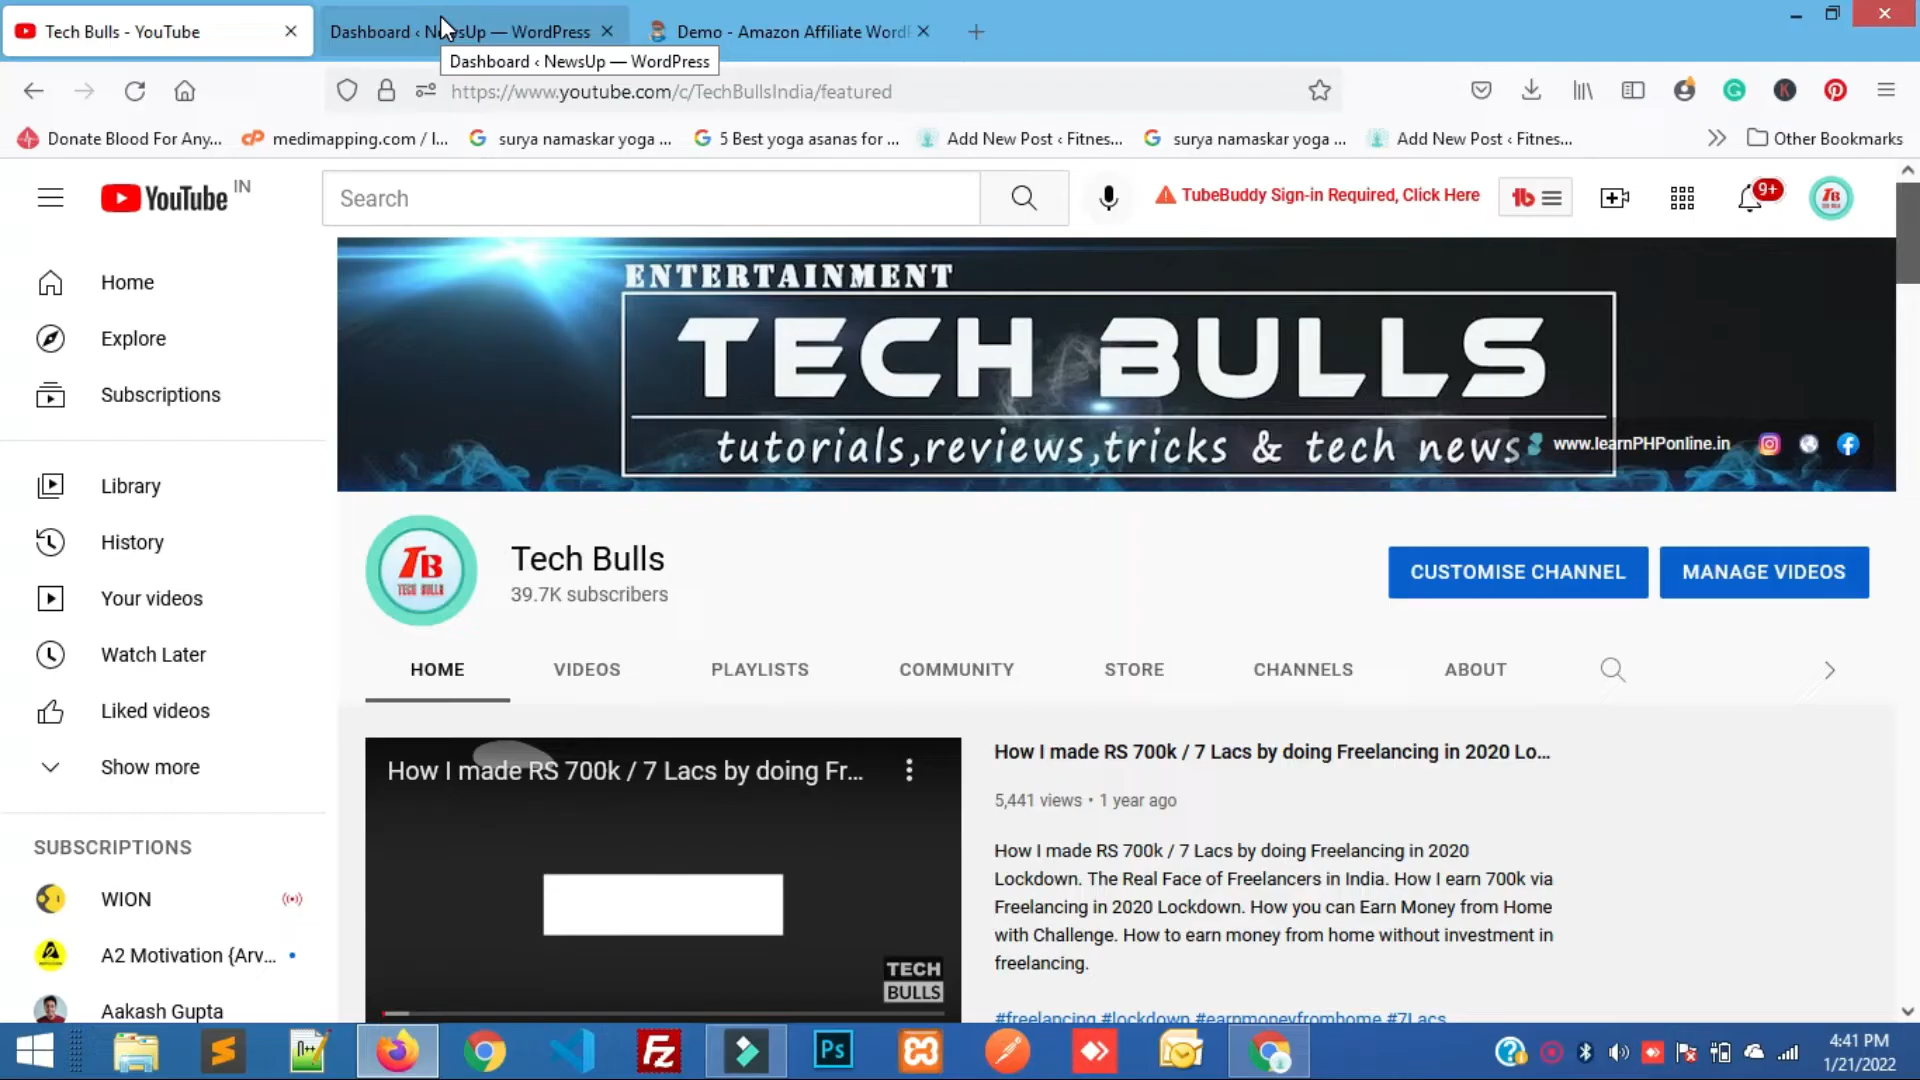 Tech Bulls - YouTube
Dashboard ‹ NewsUp — WordPress
Demo - Amazon Affiliate Word
Dashboard ‹ NewsUp — WordPress
https://www.youtube.com/c/TechBullsIndia/featured
Donate Blood For Any...
medimapping.com / l...
surya namaskar yoga ...
5 Best yoga asanas for ...
Add New Post ‹ Fitnes...
surya namaskar yoga ...
Add New Post ‹ Fitnes...
Other Bookmarks
YouTube IN
Search
TubeBuddy Sign-in Required, Click Here
9+
Home
Explore
Subscriptions
Library
History
Your videos
Watch Later
Liked videos
Show more
SUBSCRIPTIONS
WION
A2 Motivation {Arv...
Aakash Gupta
ENTERTAINMENT
TECH BULLS
tutorials,reviews,tricks & tech news
www.learnPHPonline.in
TB
TECH BULLS
Tech Bulls
39.7K subscribers
CUSTOMISE CHANNEL
MANAGE VIDEOS
HOME
VIDEOS
PLAYLISTS
COMMUNITY
STORE
CHANNELS
ABOUT
How I made RS 700k / 7 Lacs by doing Fr...
TECH
BULLS
How I made RS 700k / 7 Lacs by doing Freelancing in 2020 Lo...
5,441 views • 1 year ago
How I made RS 700k / 7 Lacs by doing Freelancing in 2020
Lockdown. The Real Face of Freelancers in India. How I earn 700k via
Freelancing in 2020 Lockdown. How you can Earn Money from Home
with Challenge. How to earn money from home without investment in
freelancing.
#freelancing #lockdown #earnmoneyfromhome #7Lacs
4:41 PM
1/21/2022